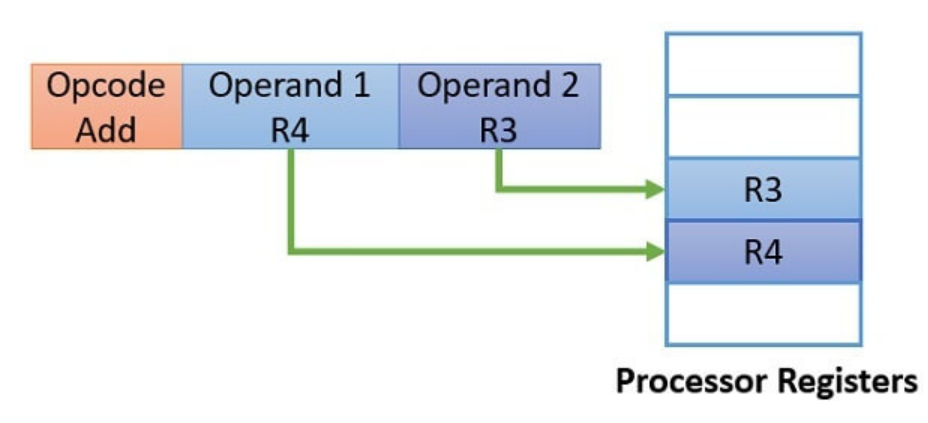 Opcode
Add
Operand 1
R4
Operand 2
R3
R3
R4
Processor Registers